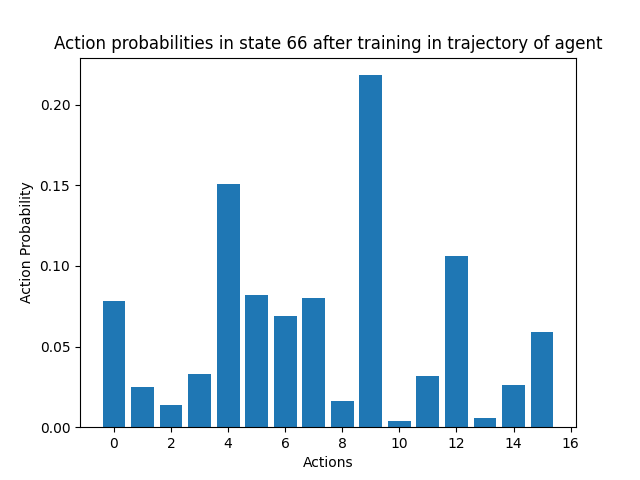 Action probabilities in state 66 after training in trajectory of agent
0.20
0.15
0.10
0.05
0.00
Action Probability
0 2 4 6 8 10 12 14 16
Actions